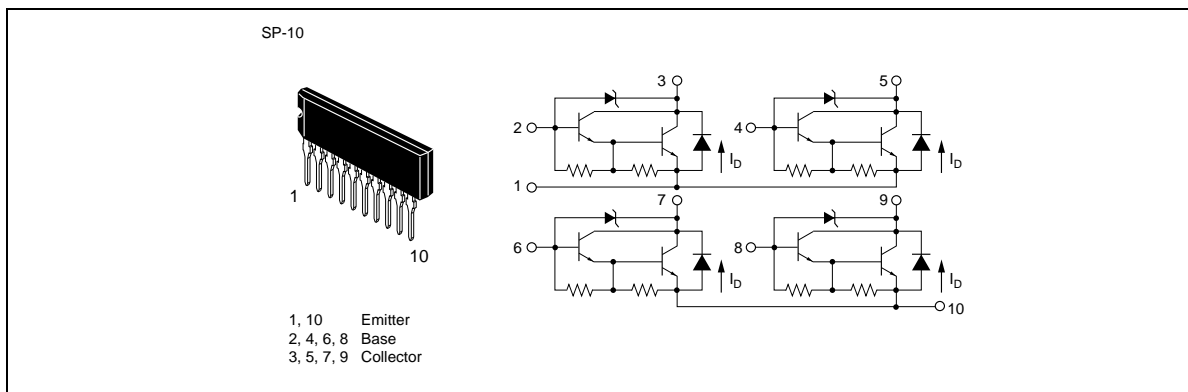 SP-10
3
5
2
4
I_D
I_D
1
1
7
9
6
8
10
I_D
I_D
10
1, 10 Emitter
2, 4, 6, 8 Base
3, 5, 7, 9 Collector